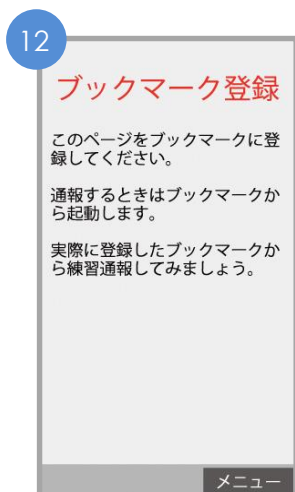 12
ブックマーク登録
このページをブックマークに登
録してください。
通報するときはブックマークか
ら起動します。
実際に登録したブックマークか
ら練習通報してみましょう。
メニュー